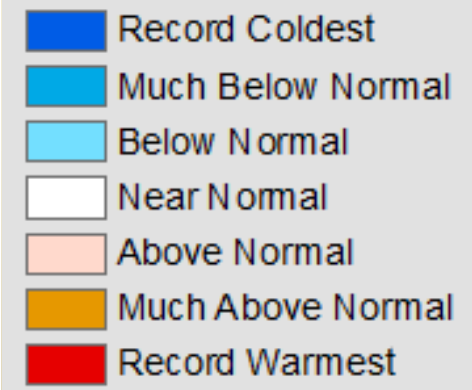 Record Coldest
Much Below Normal
Below Normal
Near Normal
Above Normal
Much Above Normal
Record Warmest